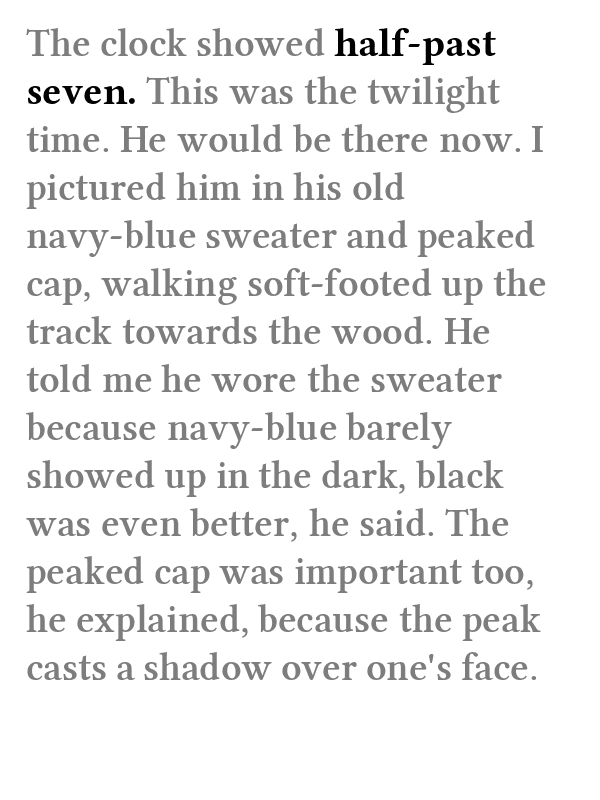 The clock showed half-past
seven. This was the twilight
time. He would be there now. I
pictured him in his old
navy-blue sweater and peaked
cap, walking soft-footed up the
track towards the wood. He
told me he wore the sweater
because navy-blue barely
showed up in the dark, black
was even better, he said. The
peaked cap was important too,
he explained, because the peak
casts a shadow over one's face.